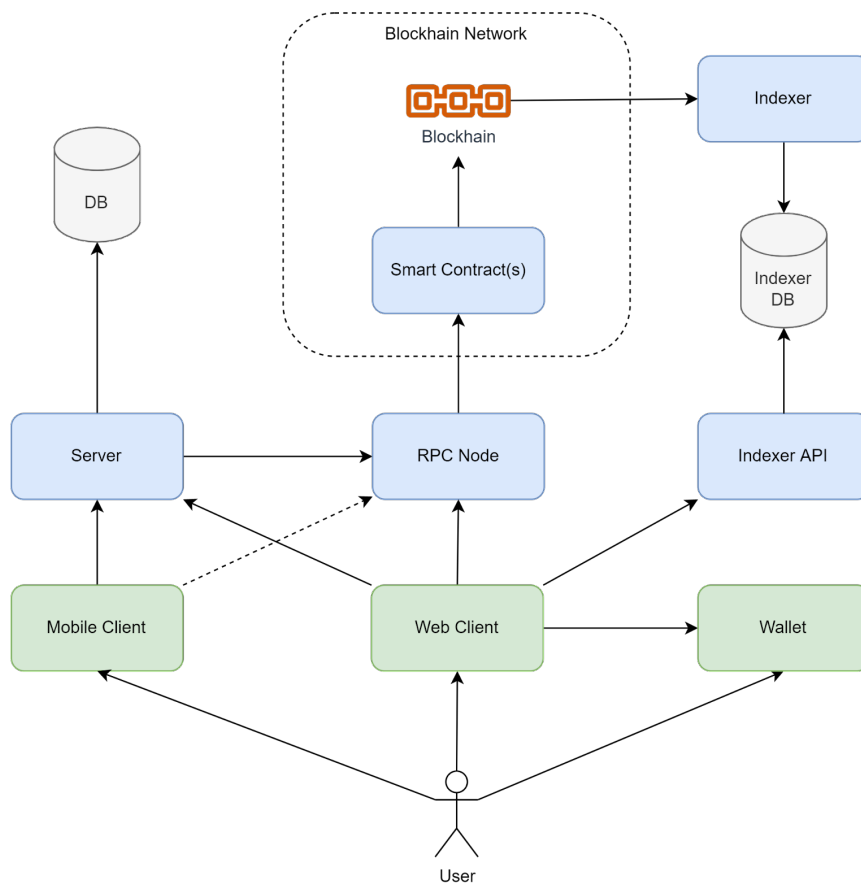 Blockhain Network
Blockhain
Indexer
DB
Smart Contract(s)
Indexer
DB
Server
RPC Node
Indexer API
Mobile Client
Web Client
Wallet
User